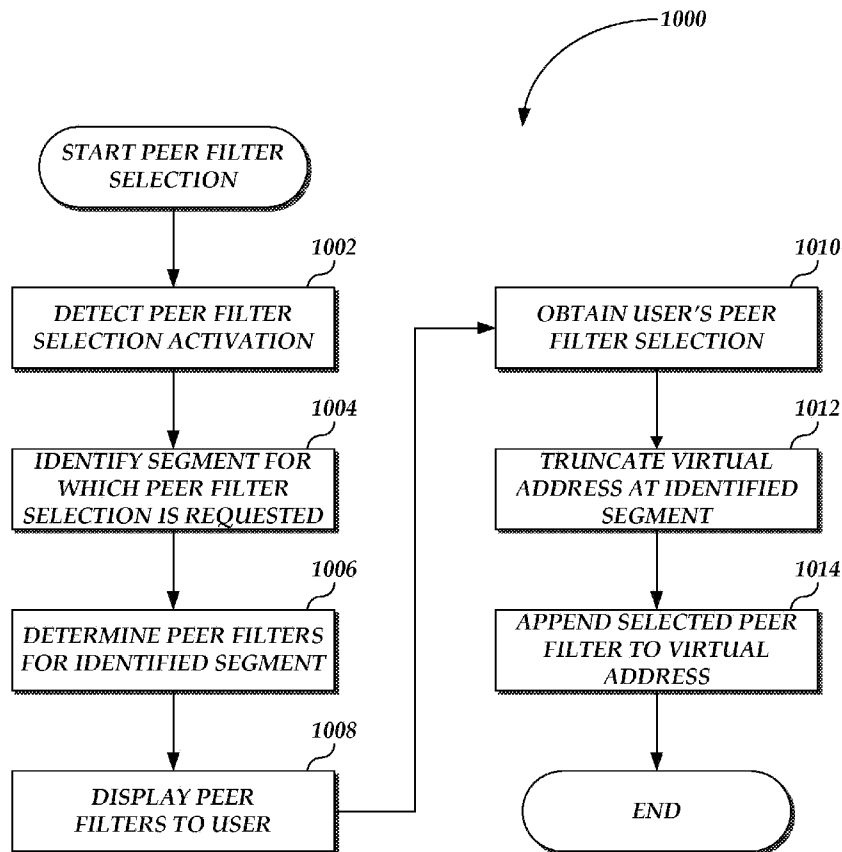 1000
START PEER FILTER
SELECTION
1002
DETECT PEER FILTER
SELECTION ACTIVATION
1004
IDENTIFY SEGMENT FOR
WHICH PEER FILTER
SELECTION IS REQUESTED
1006
DETERMINE PEER FILTERS
FOR IDENTIFIED SEGMENT
1008
DISPLAY PEER
FILTERS TO USER
1010
OBTAIN USER'S PEER
FILTER SELECTION
1012
TRUNCATE VIRTUAL
ADDRESS AT IDENTIFIED
SEGMENT
1014
APPEND SELECTED PEER
FILTER TO VIRTUAL
ADDRESS
END